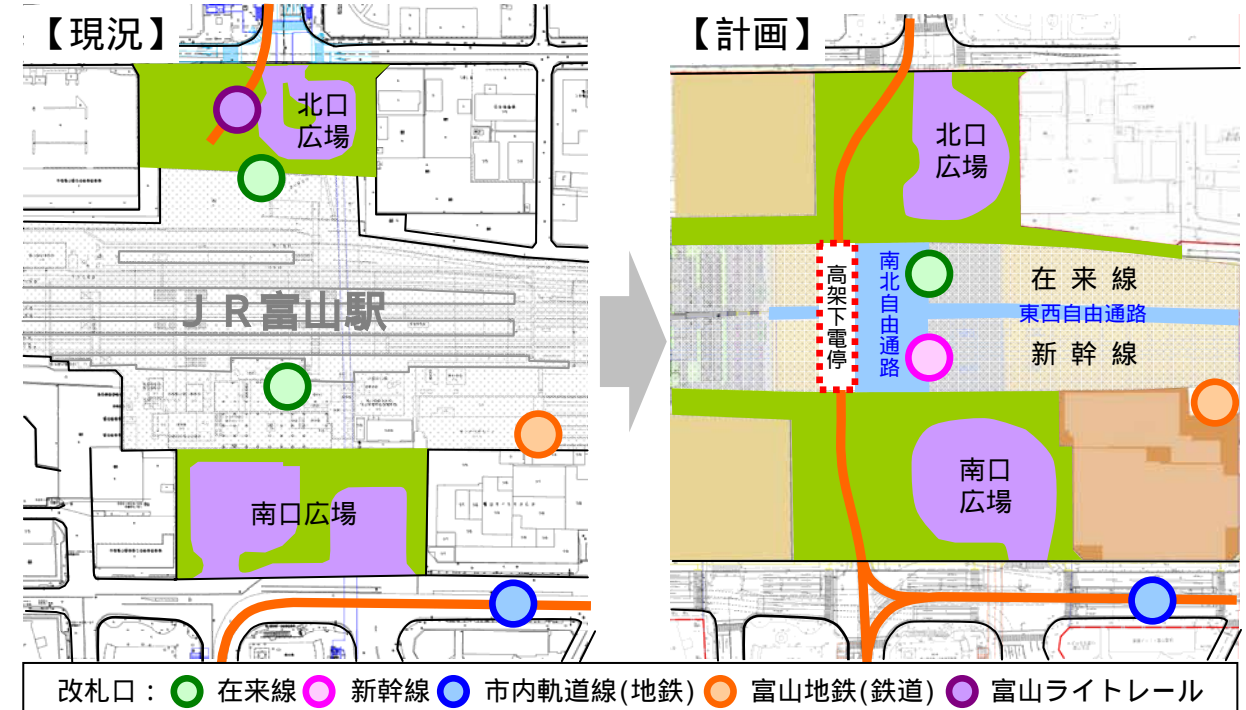 【現況】
北口
広場
JR富山駅
南口広場
【計画】
北口
広場
高架下電停
南北自由通路
在来線
東西自由通路
新幹線
南口
広場
改札口：
在来線
新幹線
市内軌道線(地鉄)
富山地鉄(鉄道)
富山ライトレール